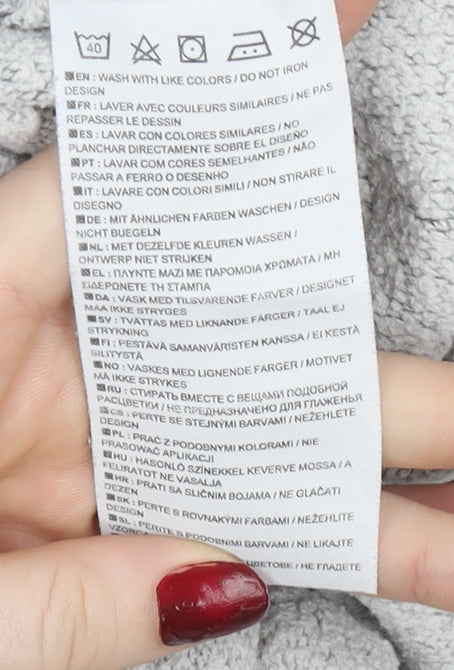 40
EN : WASH WITH LIKE COLORS / DO NOT IRON
DESIGN
FR : LAVER AVEC COULEURS SIMILAIRES / NE PAS
REPASSER LE DESSIN
ES : LAVAR CON COLORES SIMILARES / NO
PLANCHAR DIRECTAMENTE SOBRE EL DISEÑO
PT : LAVAR COM CORES SEMELHANTES / NÃO
PASSAR A FERRO O DESENHO
IT : LAVARE CON COLORI SIMILI / NON STIRARE IL
DISEGNO
DE : MIT ÄHNLICHEN FARBEN WASCHEN / DESIGN
NICHT BUEGELN
NL : MET DEZELFDE KLEUREN WASSEN /
ONTWERP NIET STRIJKEN
EL : ΠΛΥΝΤΕ ΜΑΖΙ ΜΕ ΠΑΡΟΜΟΙΑ ΧΡΩΜΑΤΑ / ΜΗ
ΣΙΔΕΡΩΝΕΤΕ ΤΗ ΣΤΑΜΠΑ
DA : VASK MED TILSVARENDE FARVER / DESIGNET
MÅA IKKE STRYGES
SV : TVÄTTAS MED LIKNANDE FÄRGER / TÅAL EJ
STRYKNING
FI : PESTÄVÄ SAMANVÄRISTEN KANSSA / EI KESTÄ
SILITYSTÄ
NO : VASKES MED LIGNENDE FARGER / MOTIVET
MÅ IKKE STRYKES
RU : СТИРАТЬ ВМЕСТЕ С ВЕЩАМИ ПОДОБНОЙ
РАСЦВЕТКИ / НЕ ПРЕДНАЗНАЧЕНО ДЛЯ ГЛАЖЕНЬЯ
CS : PERTE SE STEJNÝMI BARVAMI / NEŽEHLETE
DESIGN
PL : PRAĆ Z PODOBNYMI KOLORAMI / NIE
PRASOWAĆ APLIKACJI
HU : HASONLÓ SZÍNEKKEL KEVERVE MOSSA / A
FELIRATOT NE VASALJA
HR : PRATI SA SLIČNIM BOJAMA / NE GLAČATI
DEZEN
SK : PERTE S ROVNAKÝMI FARBAMI / NEŽEHLITE
DESIGN
SL : PERITE S PODOBNIMI BARVAMI / NE LIKAJTE
ЦВЕТОВЕ / НЕ ГЛАДЕТЕ